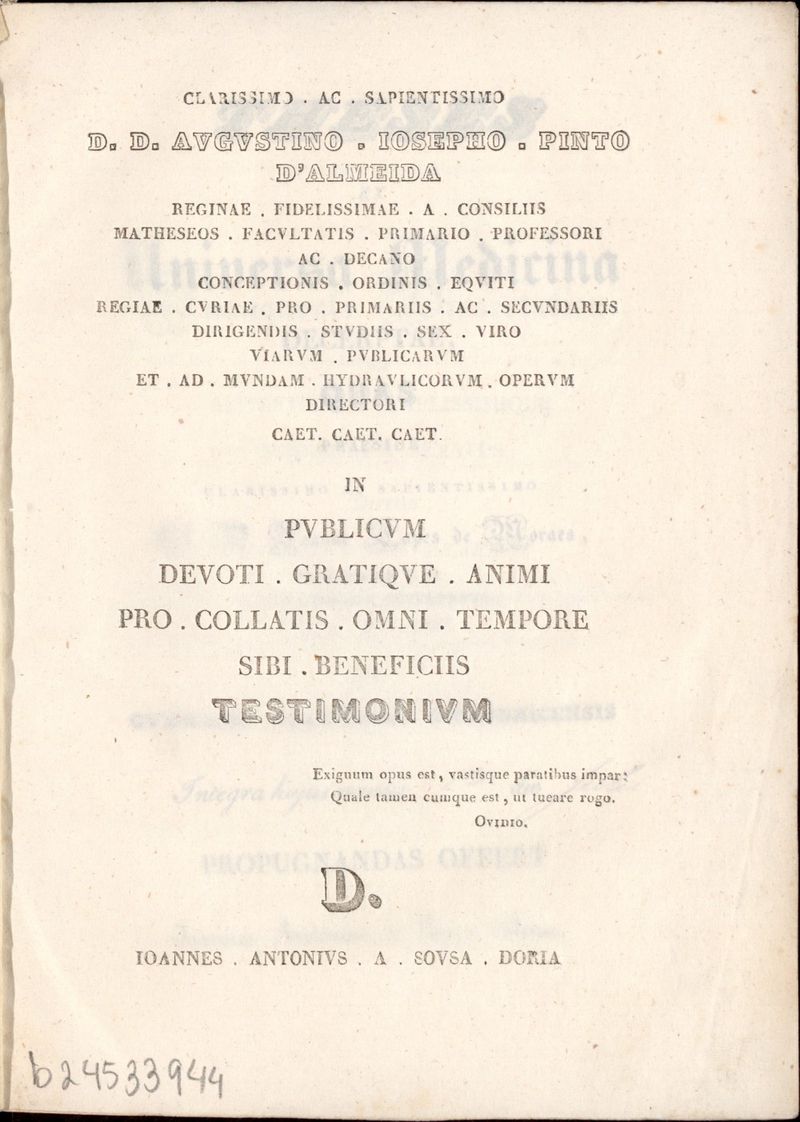 CLARISSIMO . AC . SAPIENTISSIMO
D. D. AVGVSTINO . IOSEPHO . PINTO
D'ALMEIDA
REGINAE . FIDELISSIMAE . A . CONSILIIS
MATHESEOS . FACVLTATIS . PRIMARIO . PROFESSORI
AC . DECANO
CONCEPTIONIS . ORDINIS . EQVITI
REGIAE . CVRIAE . PRO . PRIMARIIS . AC . SECVNDARIIS
DIRIGENDIS . STVDIIS . SEX . VIRO
VIARVM . PVBLICARVM
ET . AD . MVNDAM . HYDRAVLICORVM . OPERVM
DIRECTORI
CAET. CAET. CAET.
IN
PVBLICVM
DEVOTI . GRATIQVE . ANIMI
PRO . COLLATIS . OMNI . TEMPORE
SIBI . BENEFICIIS
TESTIMONIVM
Exiguum opus est, vastisque paratibus impar:
Quale tamen cumque est, ut tueare rogo.
OVIDIO.
D.
IOANNES . ANTONIVS . A . SOVSA . DORIA
b24533944